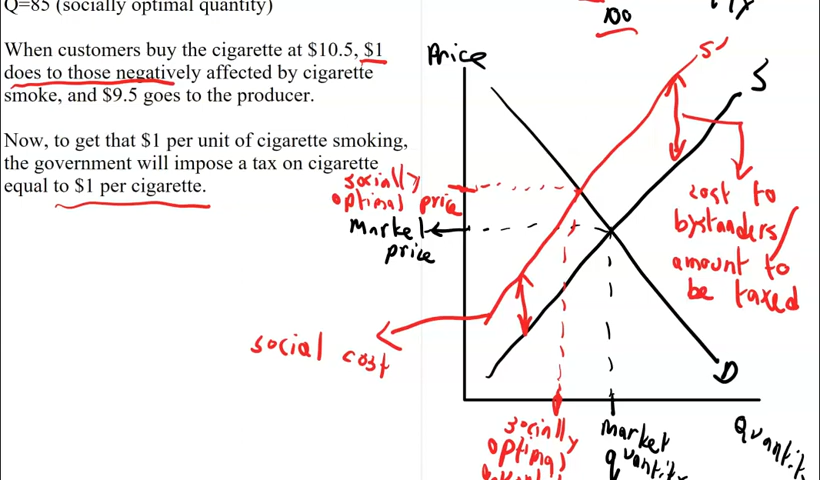 Q=85 (socially optimal quantity)
When customers buy the cigarette at $10.5, $1
does to those negatively affected by cigarette
smoke, and $9.5 goes to the producer.
Now, to get that $1 per unit of cigarette smoking,
the government will impose a tax on cigarette
equal to $1 per cigarette.
100
Price
S'
S
socially
optimal price
market
price
cost to
bystanders/
amount to
be taxed
social cost
D
socially
optimal
market
quantity
Quantity